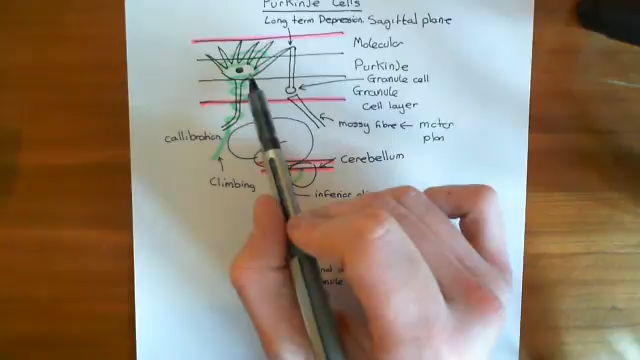 Purkinje Cells
Long term Depression. Sagittal plane
Molecular
Purkinje
Granule cell
Granule
cell layer
mossy fibre ← motor
plan
callibration
Cerebellum
Climbing
inferior